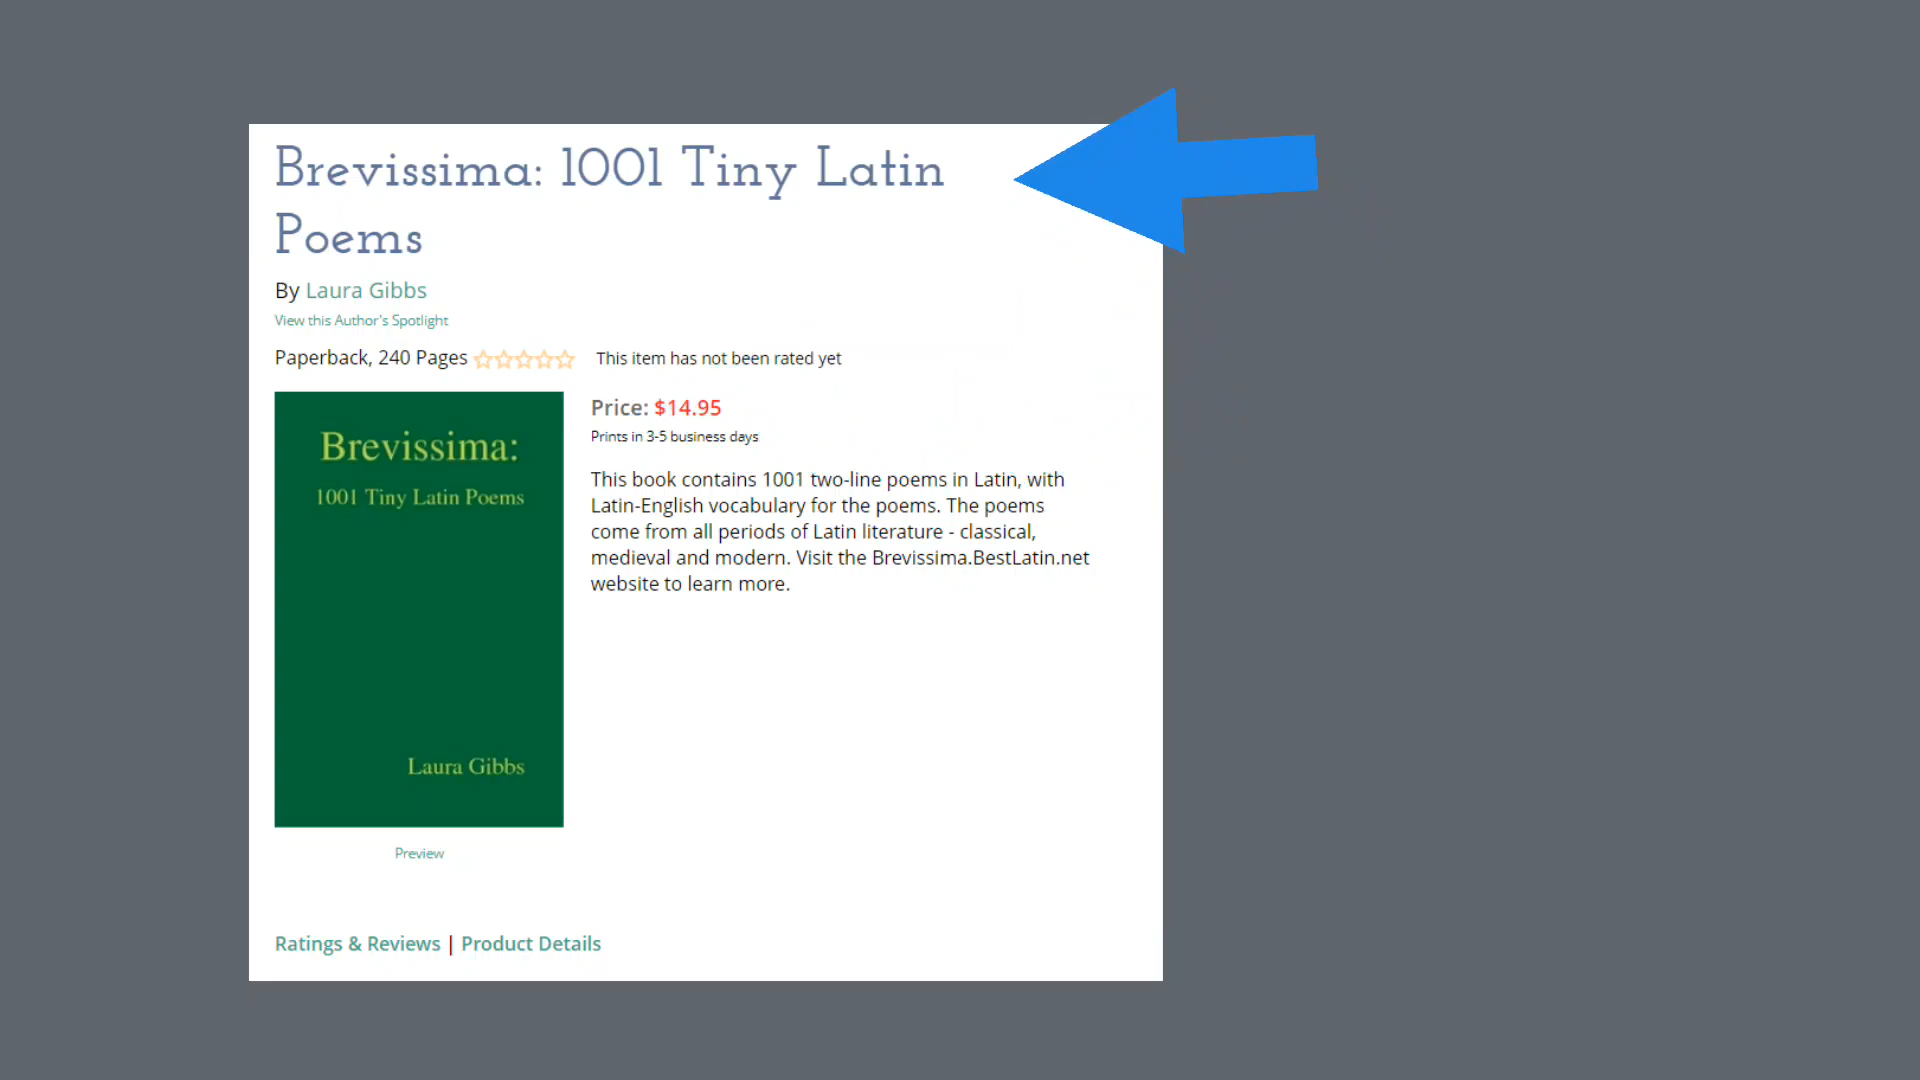 Brevissima: 1001 Tiny Latin
Poems
By Laura Gibbs
View this Author's Spotlight
Paperback, 240 Pages This item has not been rated yet
Brevissima:
1001 Tiny Latin Poems
Laura Gibbs
Preview
Price: $14.95
Prints in 3-5 business days
This book contains 1001 two-line poems in Latin, with
Latin-English vocabulary for the poems. The poems
come from all periods of Latin literature - classical,
medieval and modern. Visit the Brevissima.BestLatin.net
website to learn more.
Ratings & Reviews | Product Details